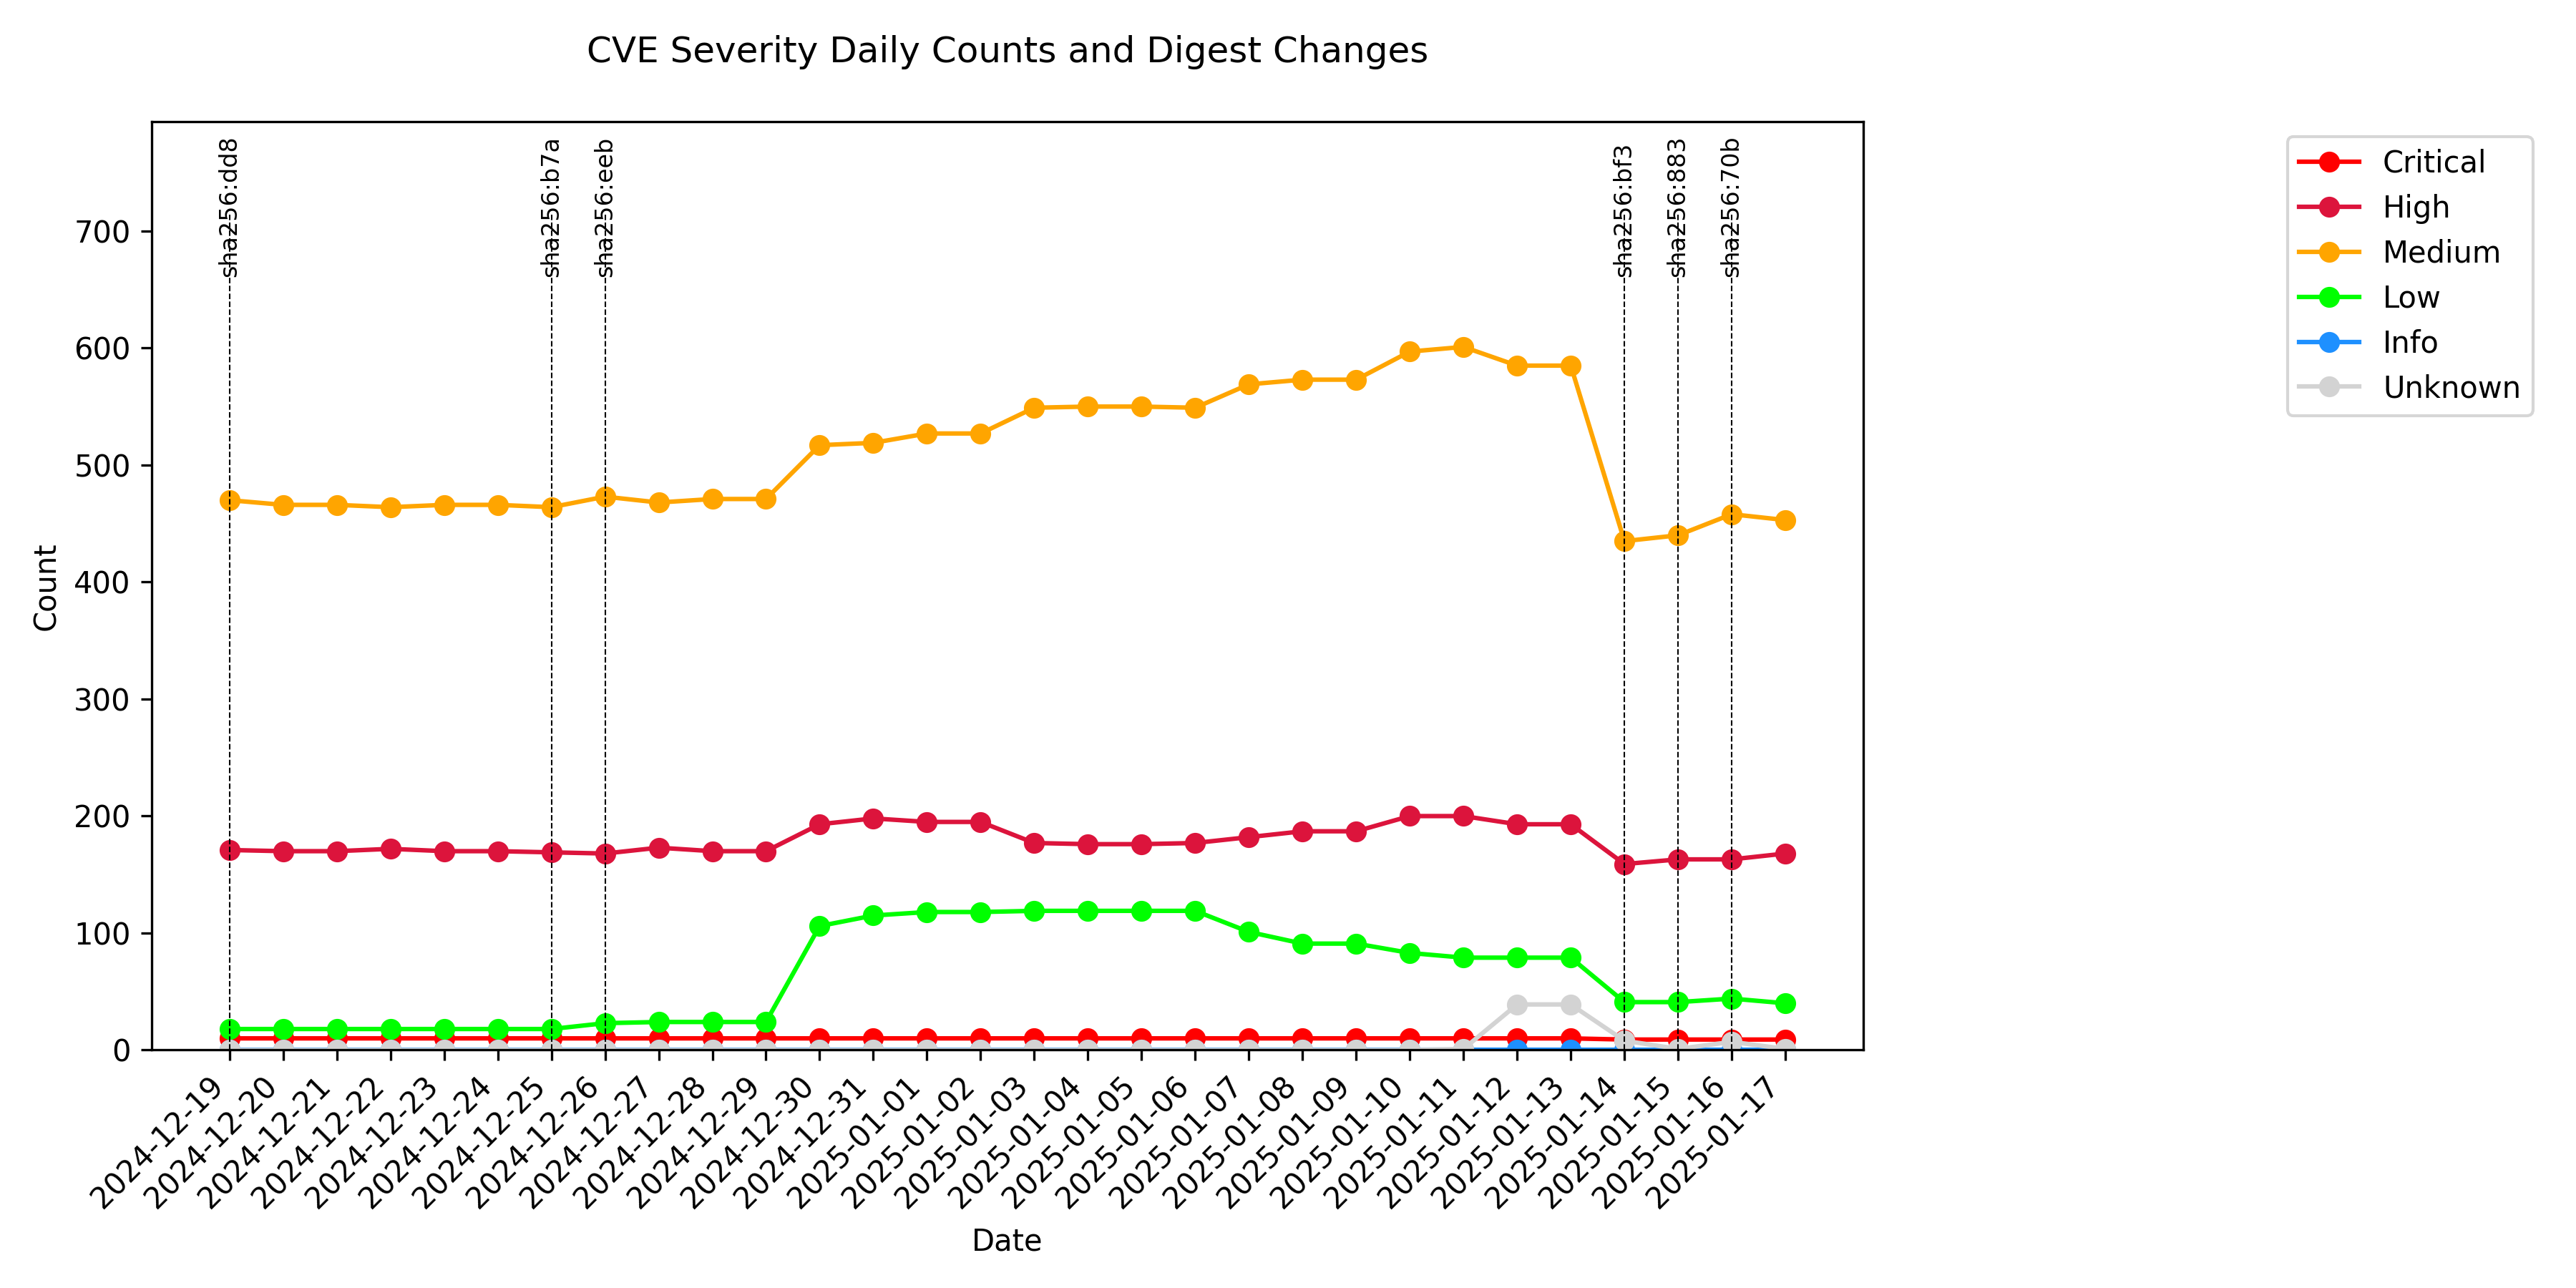 CVE Severity Daily Counts and Digest Changes
sha256:dd8
sha256:b7a
sha256:eeb
sha256:bf3
sha256:883
sha256:70b
Critical
High
Medium
Low
Info
Unknown
700
600
500
400
300
200
100
0
Count
2024-12-19
2024-12-20
2024-12-21
2024-12-22
2024-12-23
2024-12-24
2024-12-25
2024-12-26
2024-12-27
2024-12-28
2024-12-29
2024-12-30
2024-12-31
2025-01-01
2025-01-02
2025-01-03
2025-01-04
2025-01-05
2025-01-06
2025-01-07
2025-01-08
2025-01-09
2025-01-10
2025-01-11
2025-01-12
2025-01-13
2025-01-14
2025-01-15
2025-01-16
2025-01-17
Date